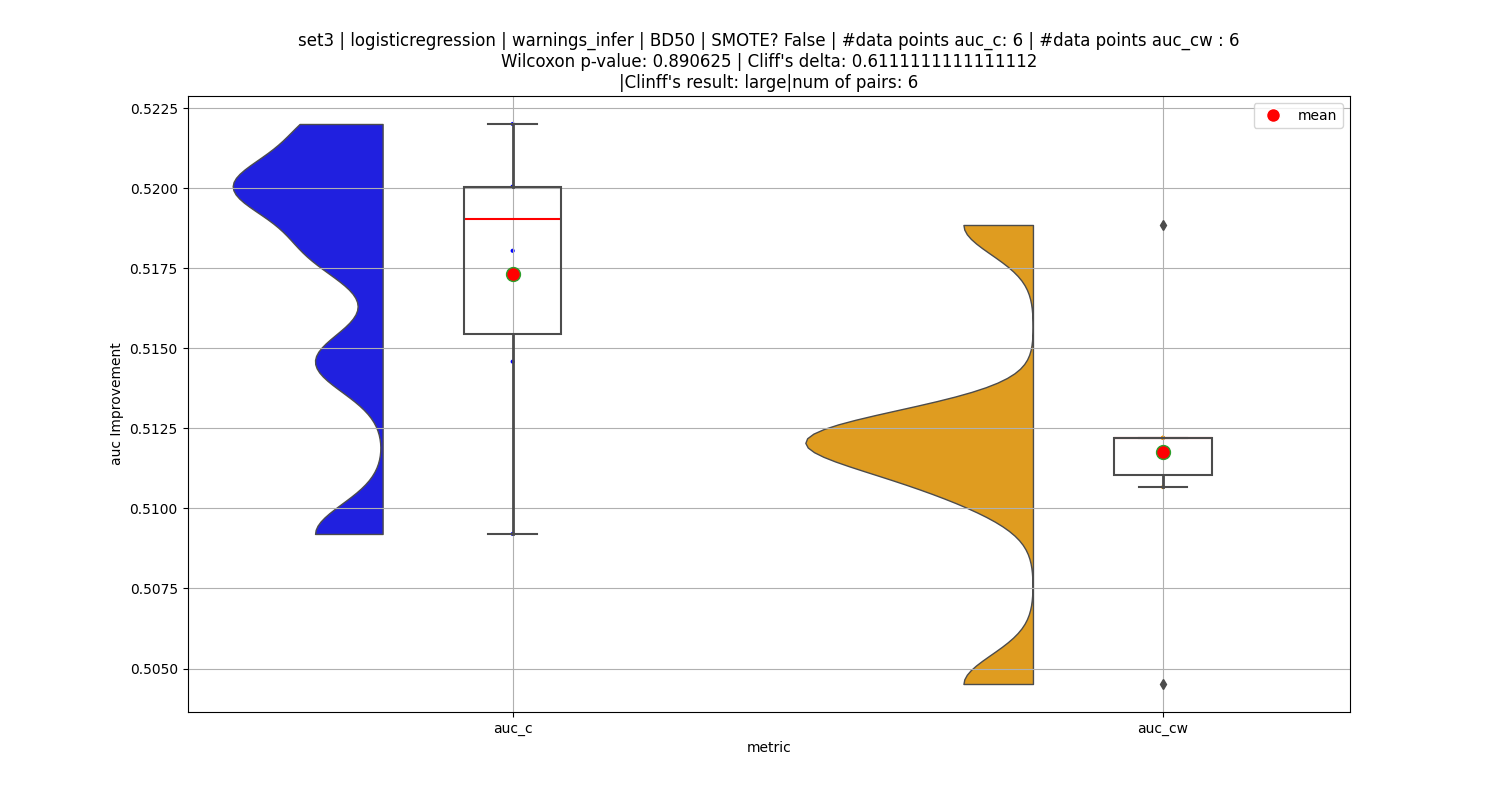 set3 | logisticregression | warnings_infer | BD50 | SMOTE? False | #data points auc_c: 6 | #data points auc_cw : 6
Wilcoxon p-value: 0.890625 | Cliff's delta: 0.6111111111111112
|Clinff's result: large|num of pairs: 6
mean
0.5225
0.5200
0.5175
0.5150
0.5125
0.5100
0.5075
0.5050
auc Improvement
auc_c
auc_cw
metric